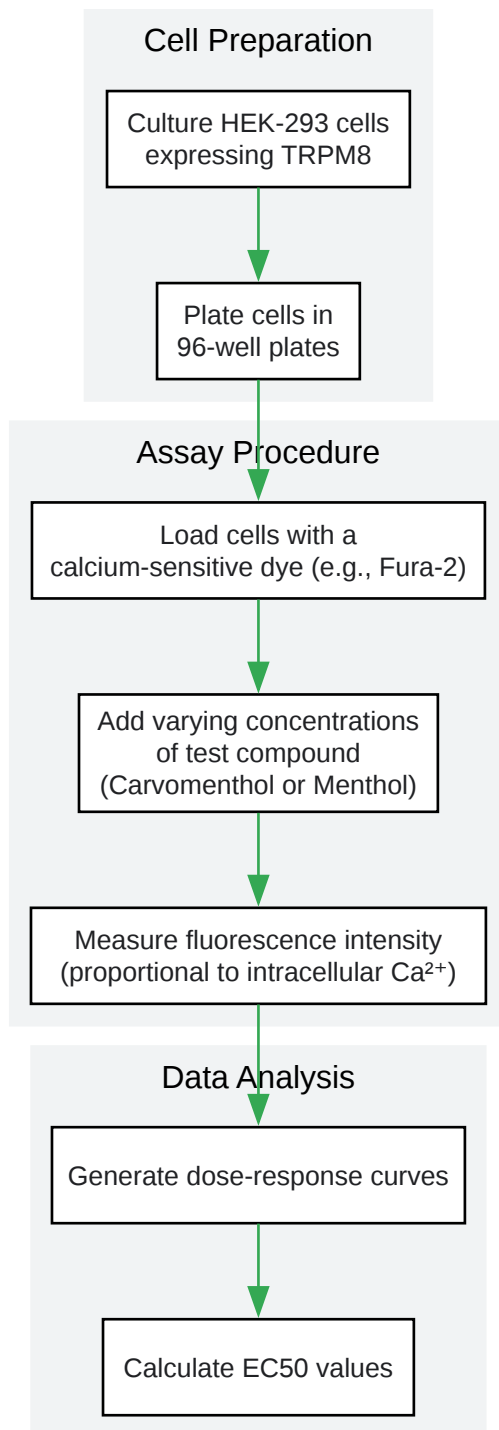 Cell Preparation
Culture HEK-293 cells
expressing TRPM8
Plate cells in
96-well plates
Assay Procedure
Load cells with a
calcium-sensitive dye (e.g., Fura-2)
Add varying concentrations
of test compound
(Carvomenthol or Menthol)
Measure fluorescence intensity
(proportional to intracellular Ca²⁺)
Data Analysis
Generate dose-response curves
Calculate EC50 values